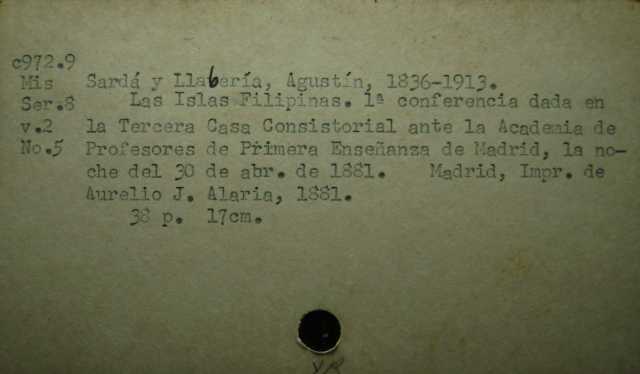 c972.9
Mis Sardá y Llabería, Agustín, 1836-1913.
Ser.8 Las Islas Filipinas. 1ª conferencia dada en
v.2 la Tercera Casa Consistorial ante la Academia de
No.5 Profesores de Primera Enseñanza de Madrid, la no-
che del 30 de abr. de 1881. Madrid, Impr. de
Aurelio J. Alaria, 1881.
38 p. 17cm.